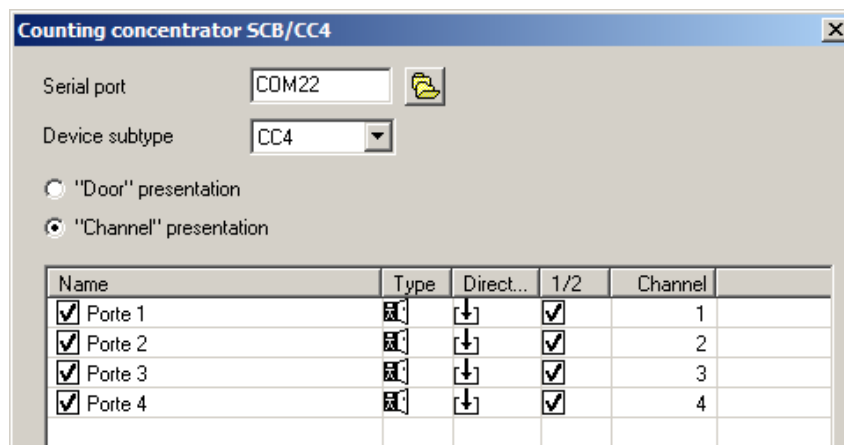 Counting concentrator SCB/CC4
Serial port COM22
Device subtype CC4
"Door" presentation
"Channel" presentation
Name Type Direct... 1/2 Channel
Porte 1 1
Porte 2 2
Porte 3 3
Porte 4 4